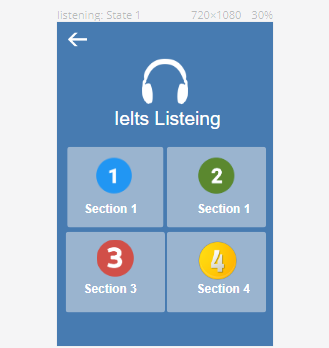 listening: State 1 720×1080 30%
Ielts Listeing
1 2
Section 1 Section 1
3 4
Section 3 Section 4